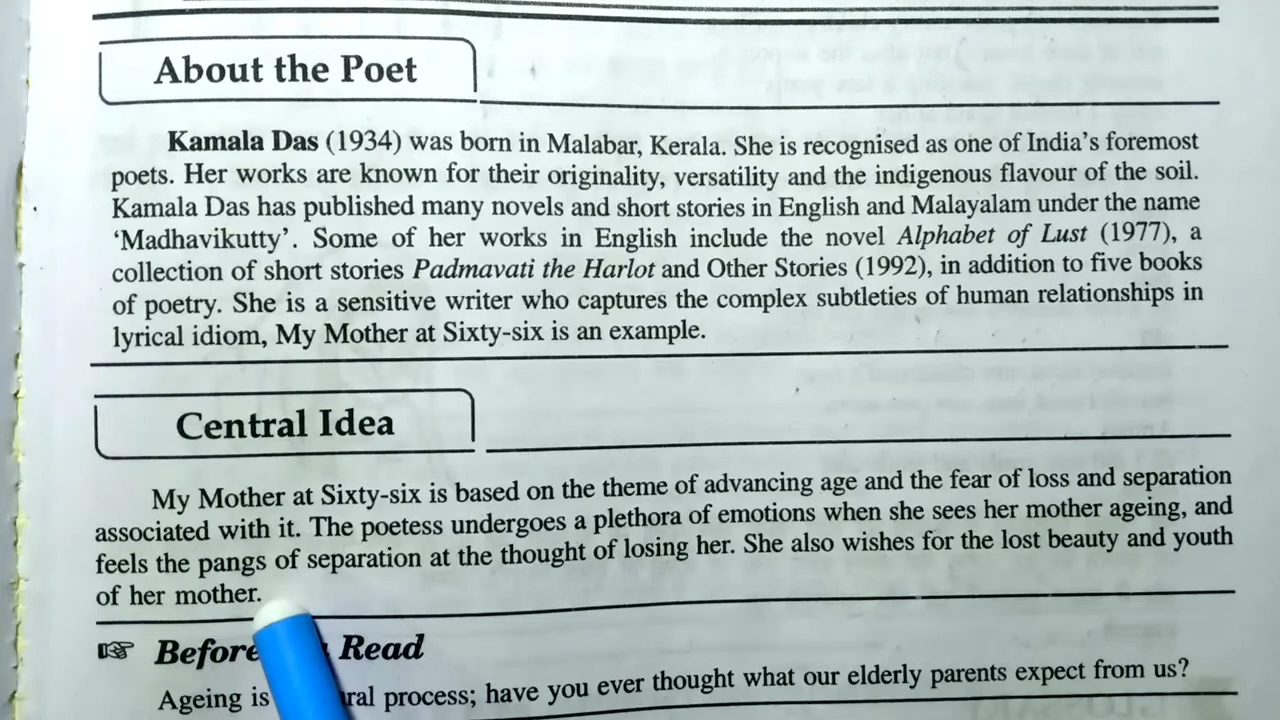 About the Poet
Kamala Das (1934) was born in Malabar, Kerala. She is recognised as one of India's foremost
poets. Her works are known for their originality, versatility and the indigenous flavour of the soil.
Kamala Das has published many novels and short stories in English and Malayalam under the name
'Madhavikutty'. Some of her works in English include the novel Alphabet of Lust (1977), a
collection of short stories Padmavati the Harlot and Other Stories (1992), in addition to five books
of poetry. She is a sensitive writer who captures the complex subtleties of human relationships in
lyrical idiom, My Mother at Sixty-six is an example.
Central Idea
My Mother at Sixty-six is based on the theme of advancing age and the fear of loss and separation
associated with it. The poetess undergoes a plethora of emotions when she sees her mother ageing, and
feels the pangs of separation at the thought of losing her. She also wishes for the lost beauty and youth
of her mother.
Before Read
Ageing is process; have you ever thought what our elderly parents expect from us?